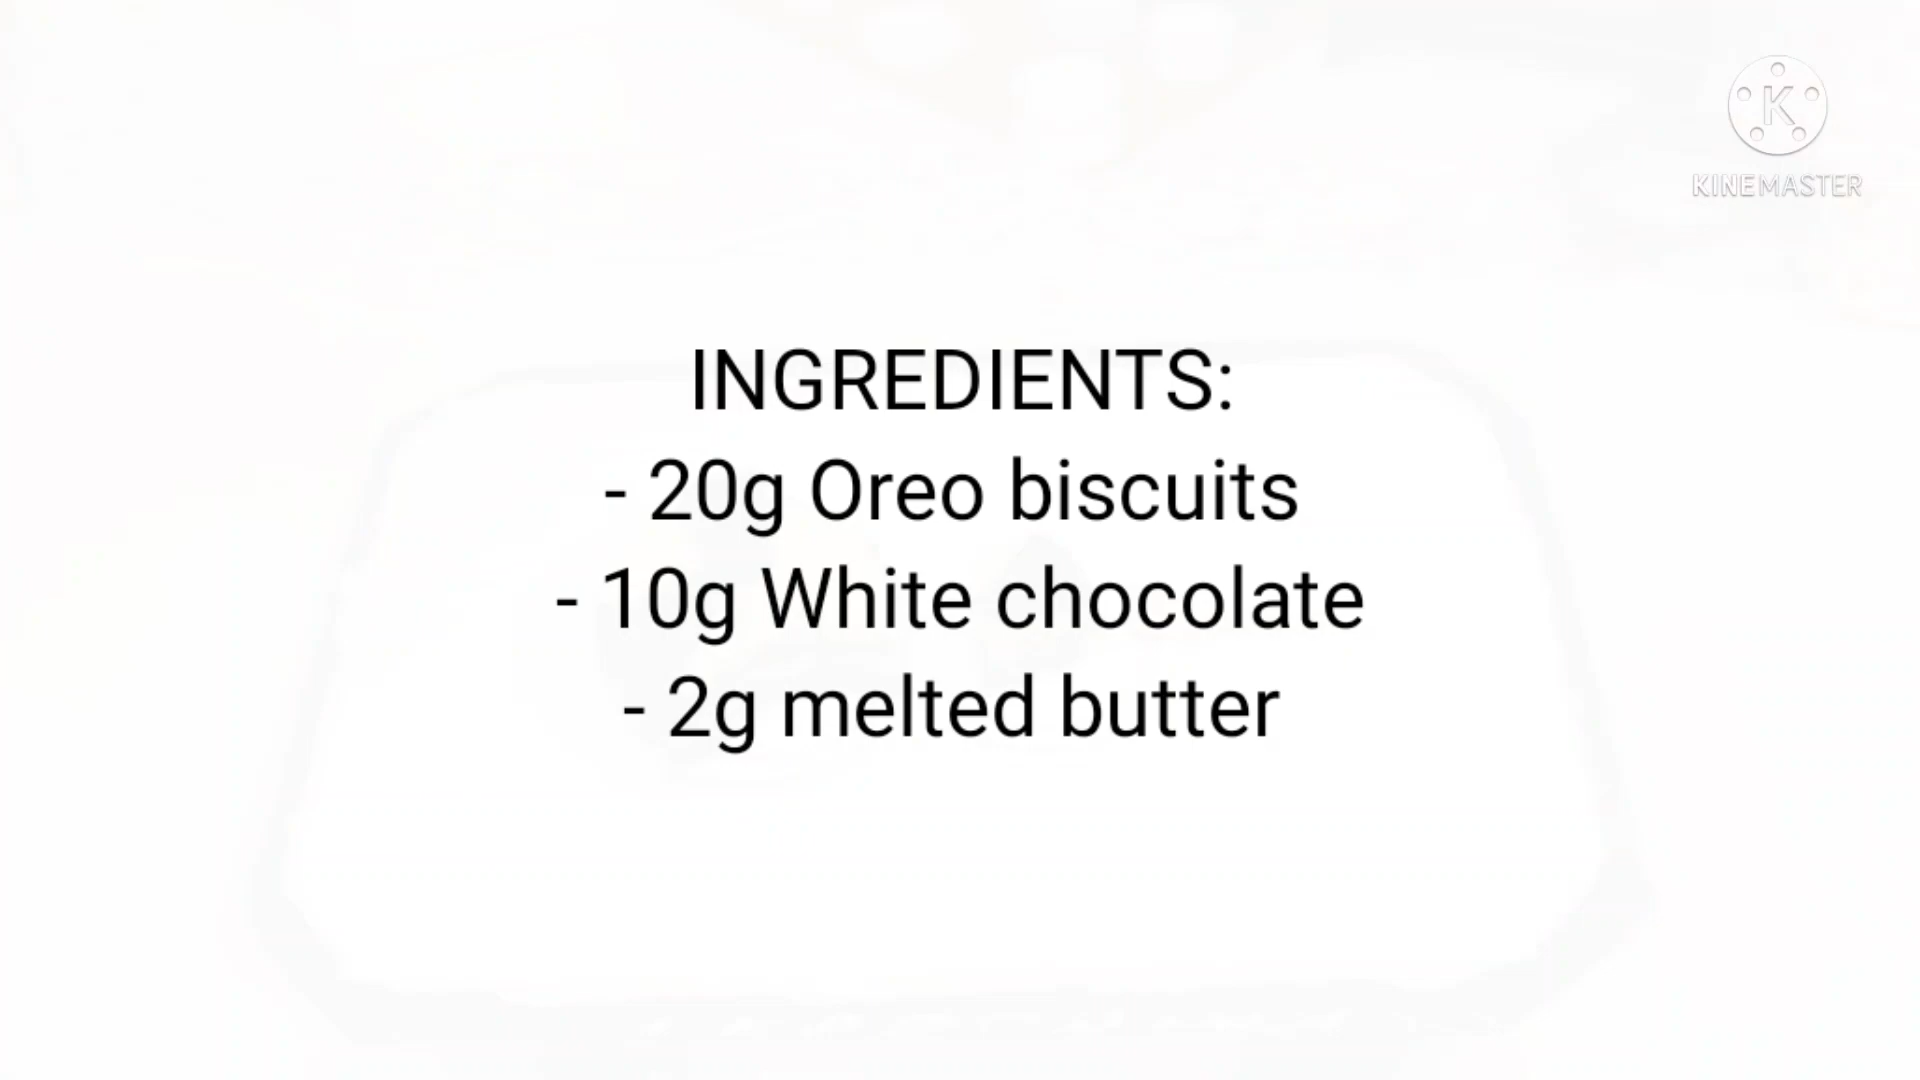 K
KINEMASTER
INGREDIENTS:
- 20g Oreo biscuits
- 10g White chocolate
- 2g melted butter